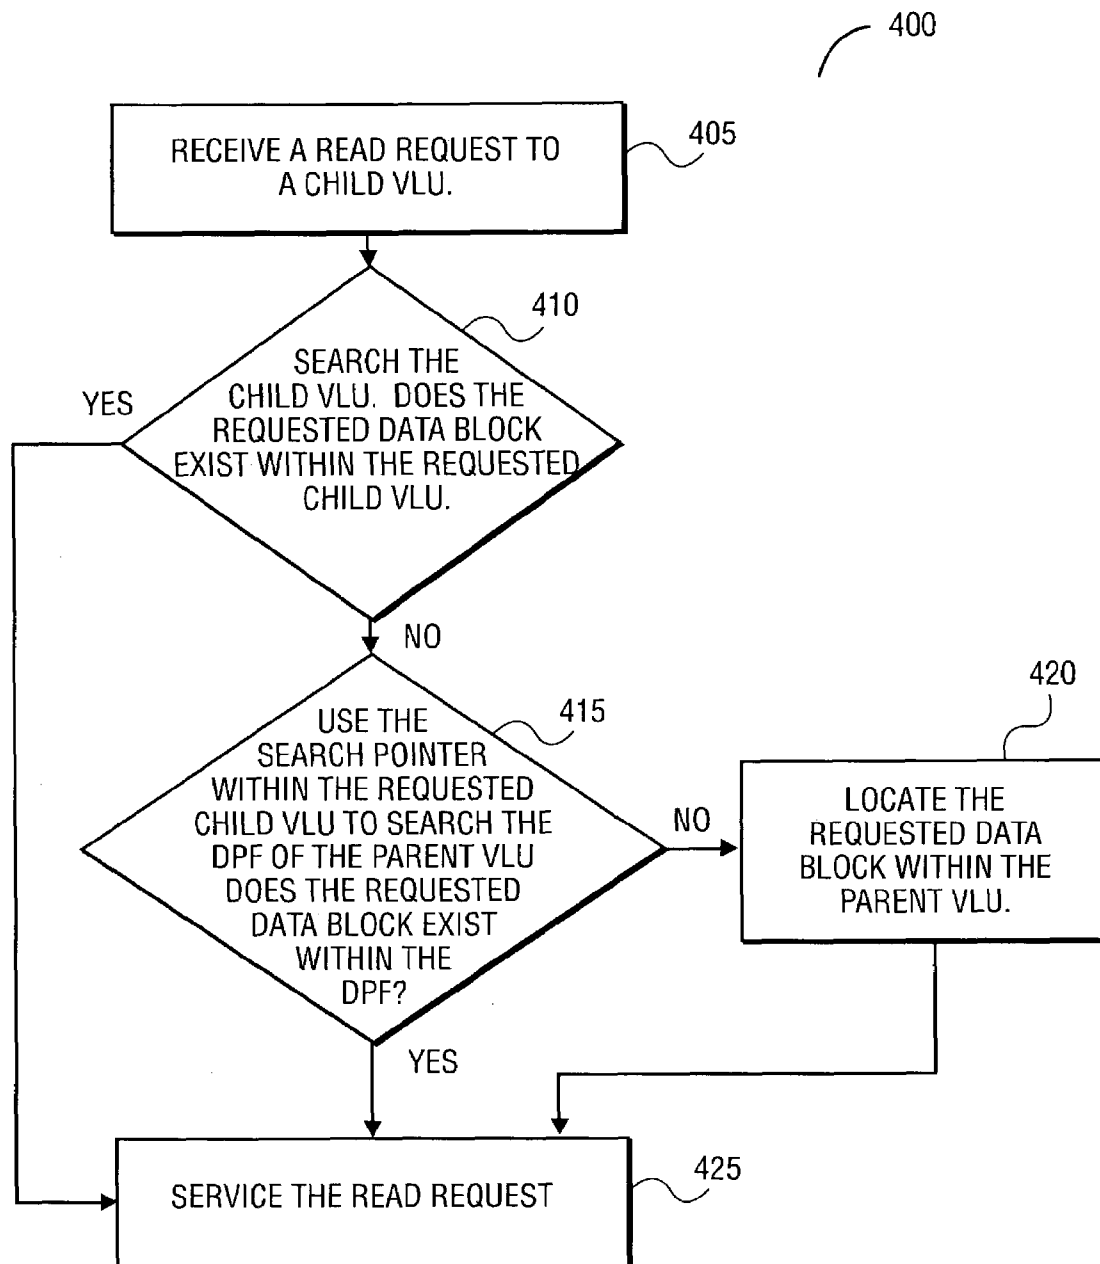 400
RECEIVE A READ REQUEST TO
A CHILD VLU.
405
410
SEARCH THE
CHILD VLU. DOES THE
REQUESTED DATA BLOCK
EXIST WITHIN THE REQUESTED
CHILD VLU.
YES
NO
415
USE THE
SEARCH POINTER
WITHIN THE REQUESTED
CHILD VLU TO SEARCH THE
DPF OF THE PARENT VLU
DOES THE REQUESTED
DATA BLOCK EXIST
WITHIN THE
DPF?
NO
420
LOCATE THE
REQUESTED DATA
BLOCK WITHIN THE
PARENT VLU.
YES
SERVICE THE READ REQUEST
425